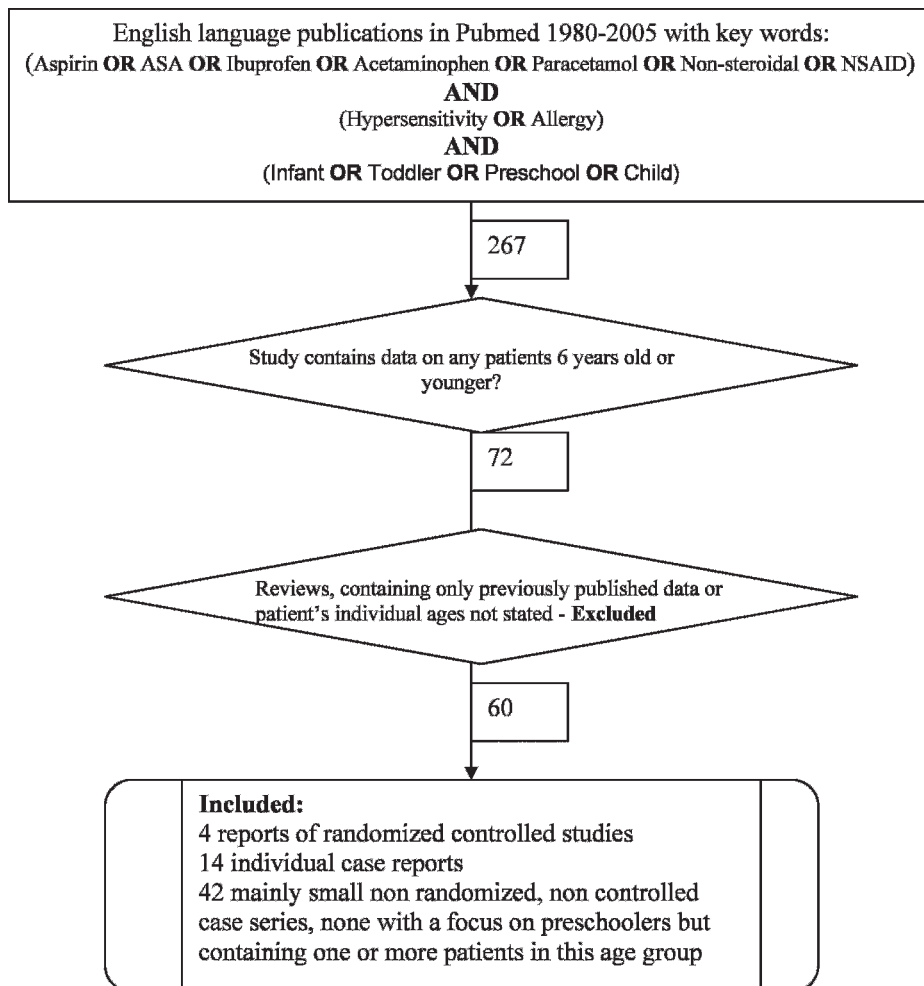 English language publications in Pubmed 1980-2005 with key words:
(Aspirin OR ASA OR Ibuprofen OR Acetaminophen OR Paracetamol OR Non-steroidal OR NSAID)
AND
(Hypersensitivity OR Allergy)
AND
(Infant OR Toddler OR Preschool OR Child)
267
Study contains data on any patients 6 years old or
younger?
72
Reviews, containing only previously published data or
patient's individual ages not stated - Excluded
60
Included:
4 reports of randomized controlled studies
14 individual case reports
42 mainly small non randomized, non controlled
case series, none with a focus on preschoolers but
containing one or more patients in this age group